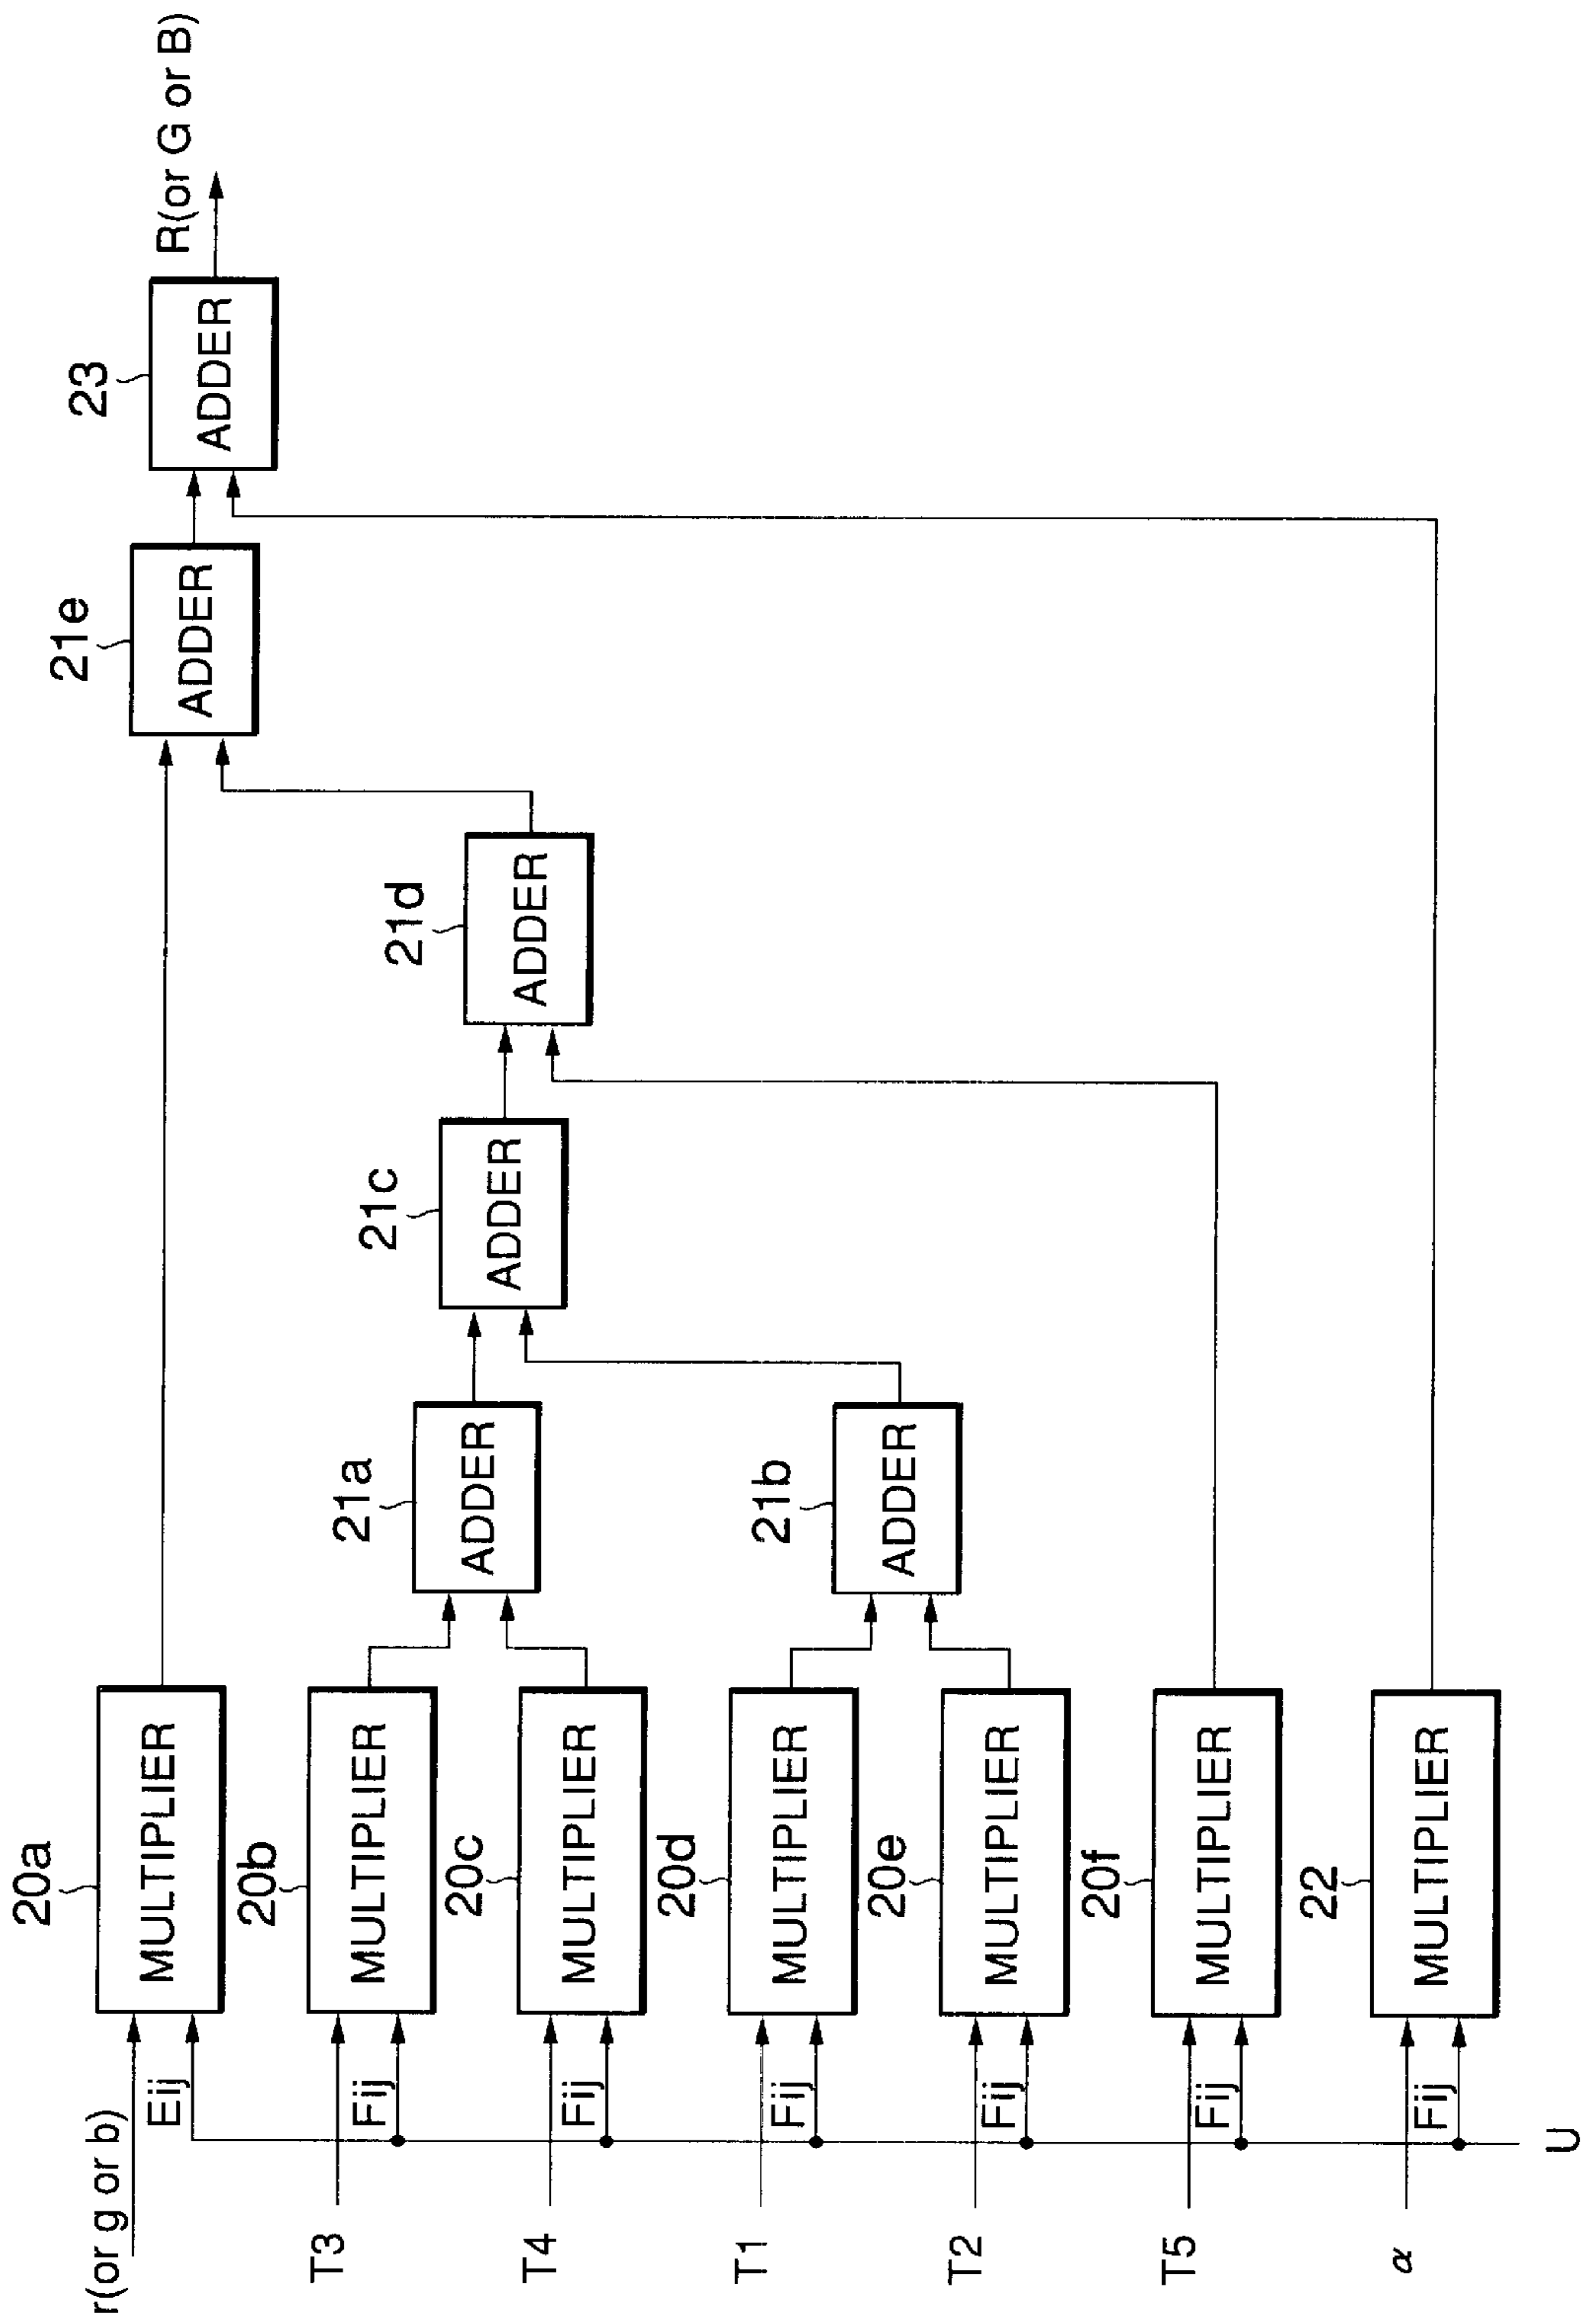 r(or g or b)
Eij
20a
MULTIPLIER
21e
ADDER
23
ADDER
R(or G or B)
T3
Fij
20b
MULTIPLIER
T4
Fij
20c
MULTIPLIER
21a
ADDER
21c
ADDER
21d
ADDER
T1
Fij
20d
MULTIPLIER
T2
Fij
20e
MULTIPLIER
21b
ADDER
T5
Fij
20f
MULTIPLIER
α
Fij
22
MULTIPLIER
U